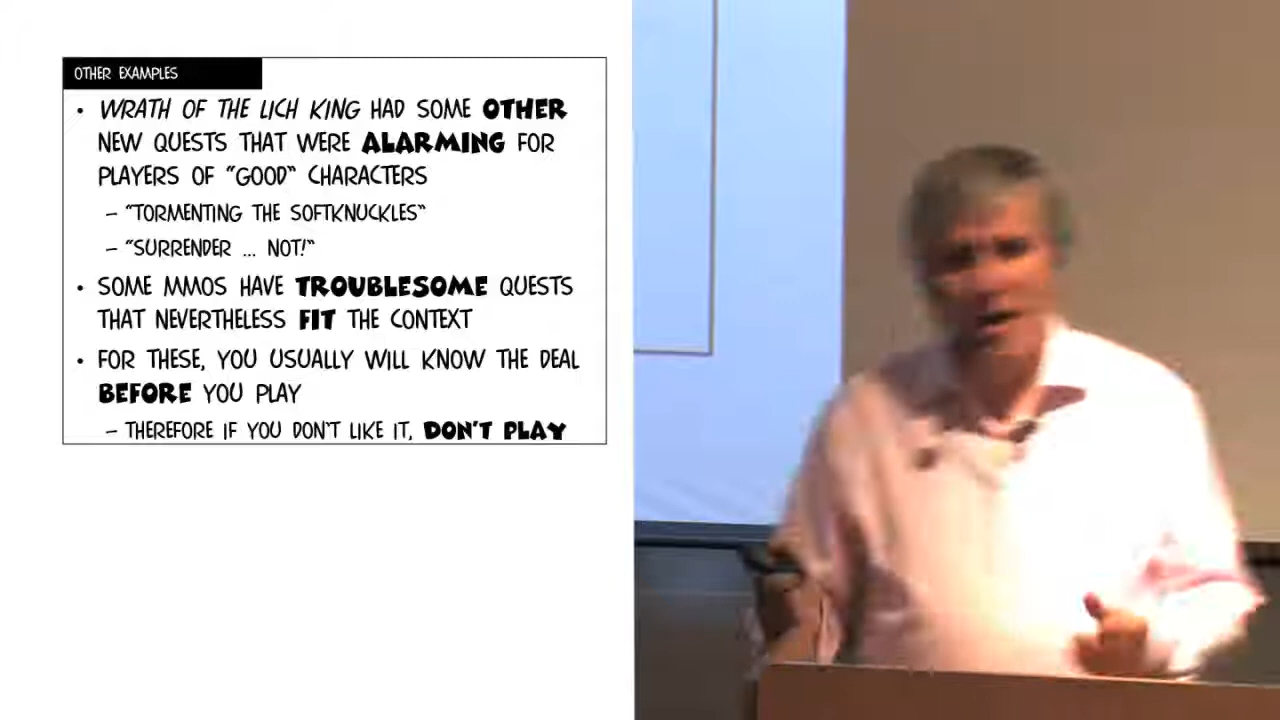 OTHER EXAMPLES
• WRATH OF THE LICH KING HAD SOME OTHER
NEW QUESTS THAT WERE ALARMING FOR
PLAYERS OF "GOOD" CHARACTERS
– "TORMENTING THE SOFTKNUCKLES"
– "SURRENDER ... NOT!"
• SOME MMOS HAVE TROUBLESOME QUESTS
THAT NEVERTHELESS FIT THE CONTEXT
• FOR THESE, YOU USUALLY WILL KNOW THE DEAL
BEFORE YOU PLAY
– THEREFORE IF YOU DON'T LIKE IT, DON'T PLAY